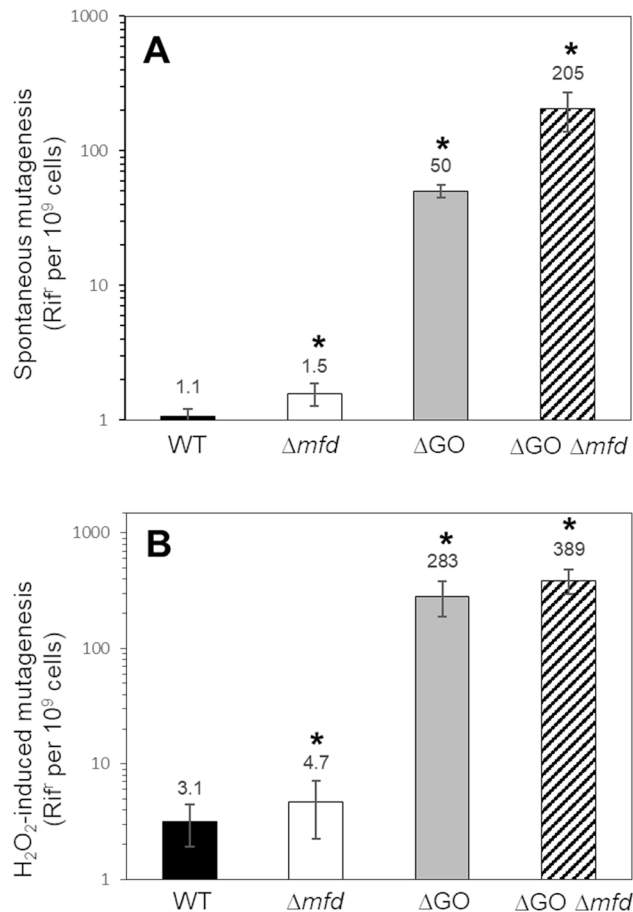 A
Spontaneous mutagenesis
(Rifʳ per 10⁹ cells)
1000
100
10
1
1.1
*
1.5
*
50
*
205
WT
Δmfd
ΔGO
ΔGO Δmfd
B
H₂O₂-induced mutagenesis
(Rifʳ per 10⁹ cells)
1000
100
10
1
3.1
*
4.7
*
283
*
389
WT
Δmfd
ΔGO
ΔGO Δmfd